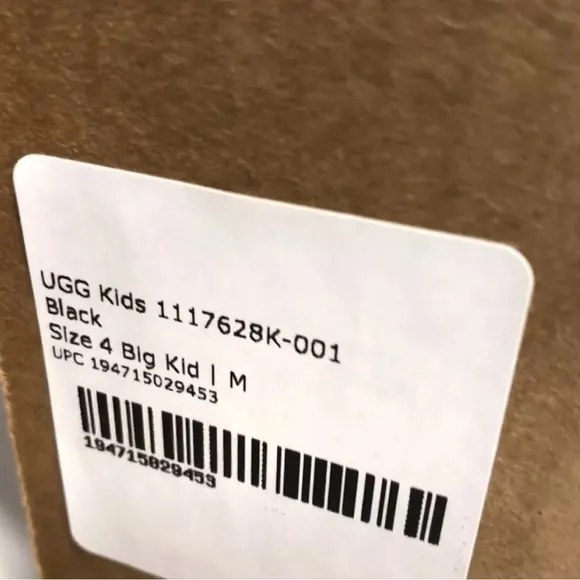 UGG Kids 1117628K-001
Black
Size 4 Big Kid | M
UPC 194715029453
194715029453